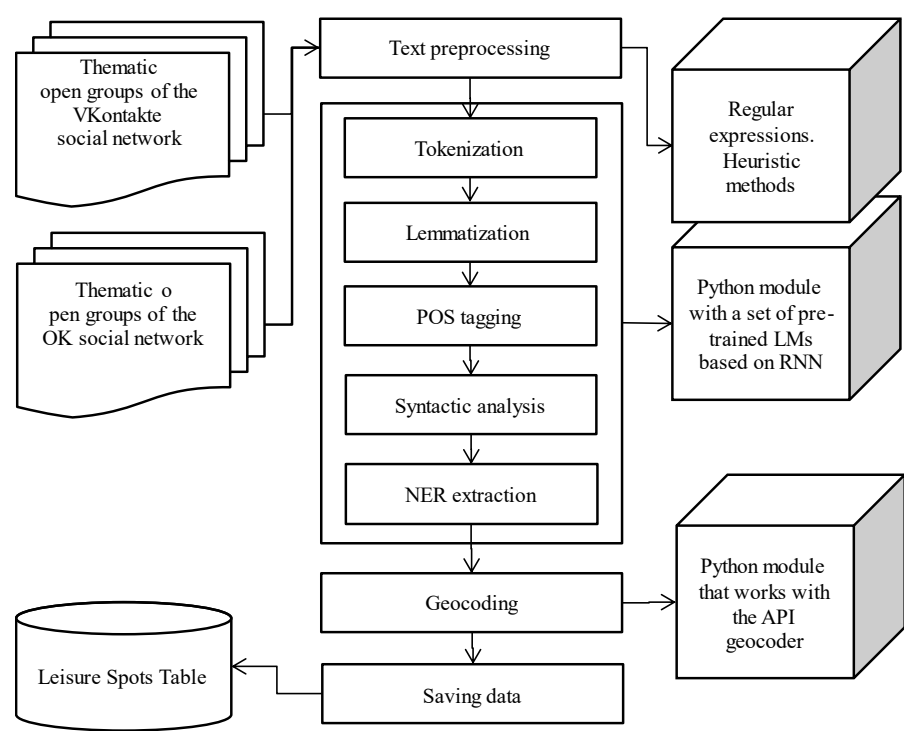 Thematic
open groups of the
VKontakte
social network
Text preprocessing
Regular
expressions.
Heuristic
methods
Tokenization
Lemmatization
Thematic o
pen groups of the
OK social network
POS tagging
Python module
with a set of pre-
trained LMs
based on RNN
Syntactic analysis
NER extraction
Geocoding
Python module
that works with
the API
geocoder
Leisure Spots Table
Saving data